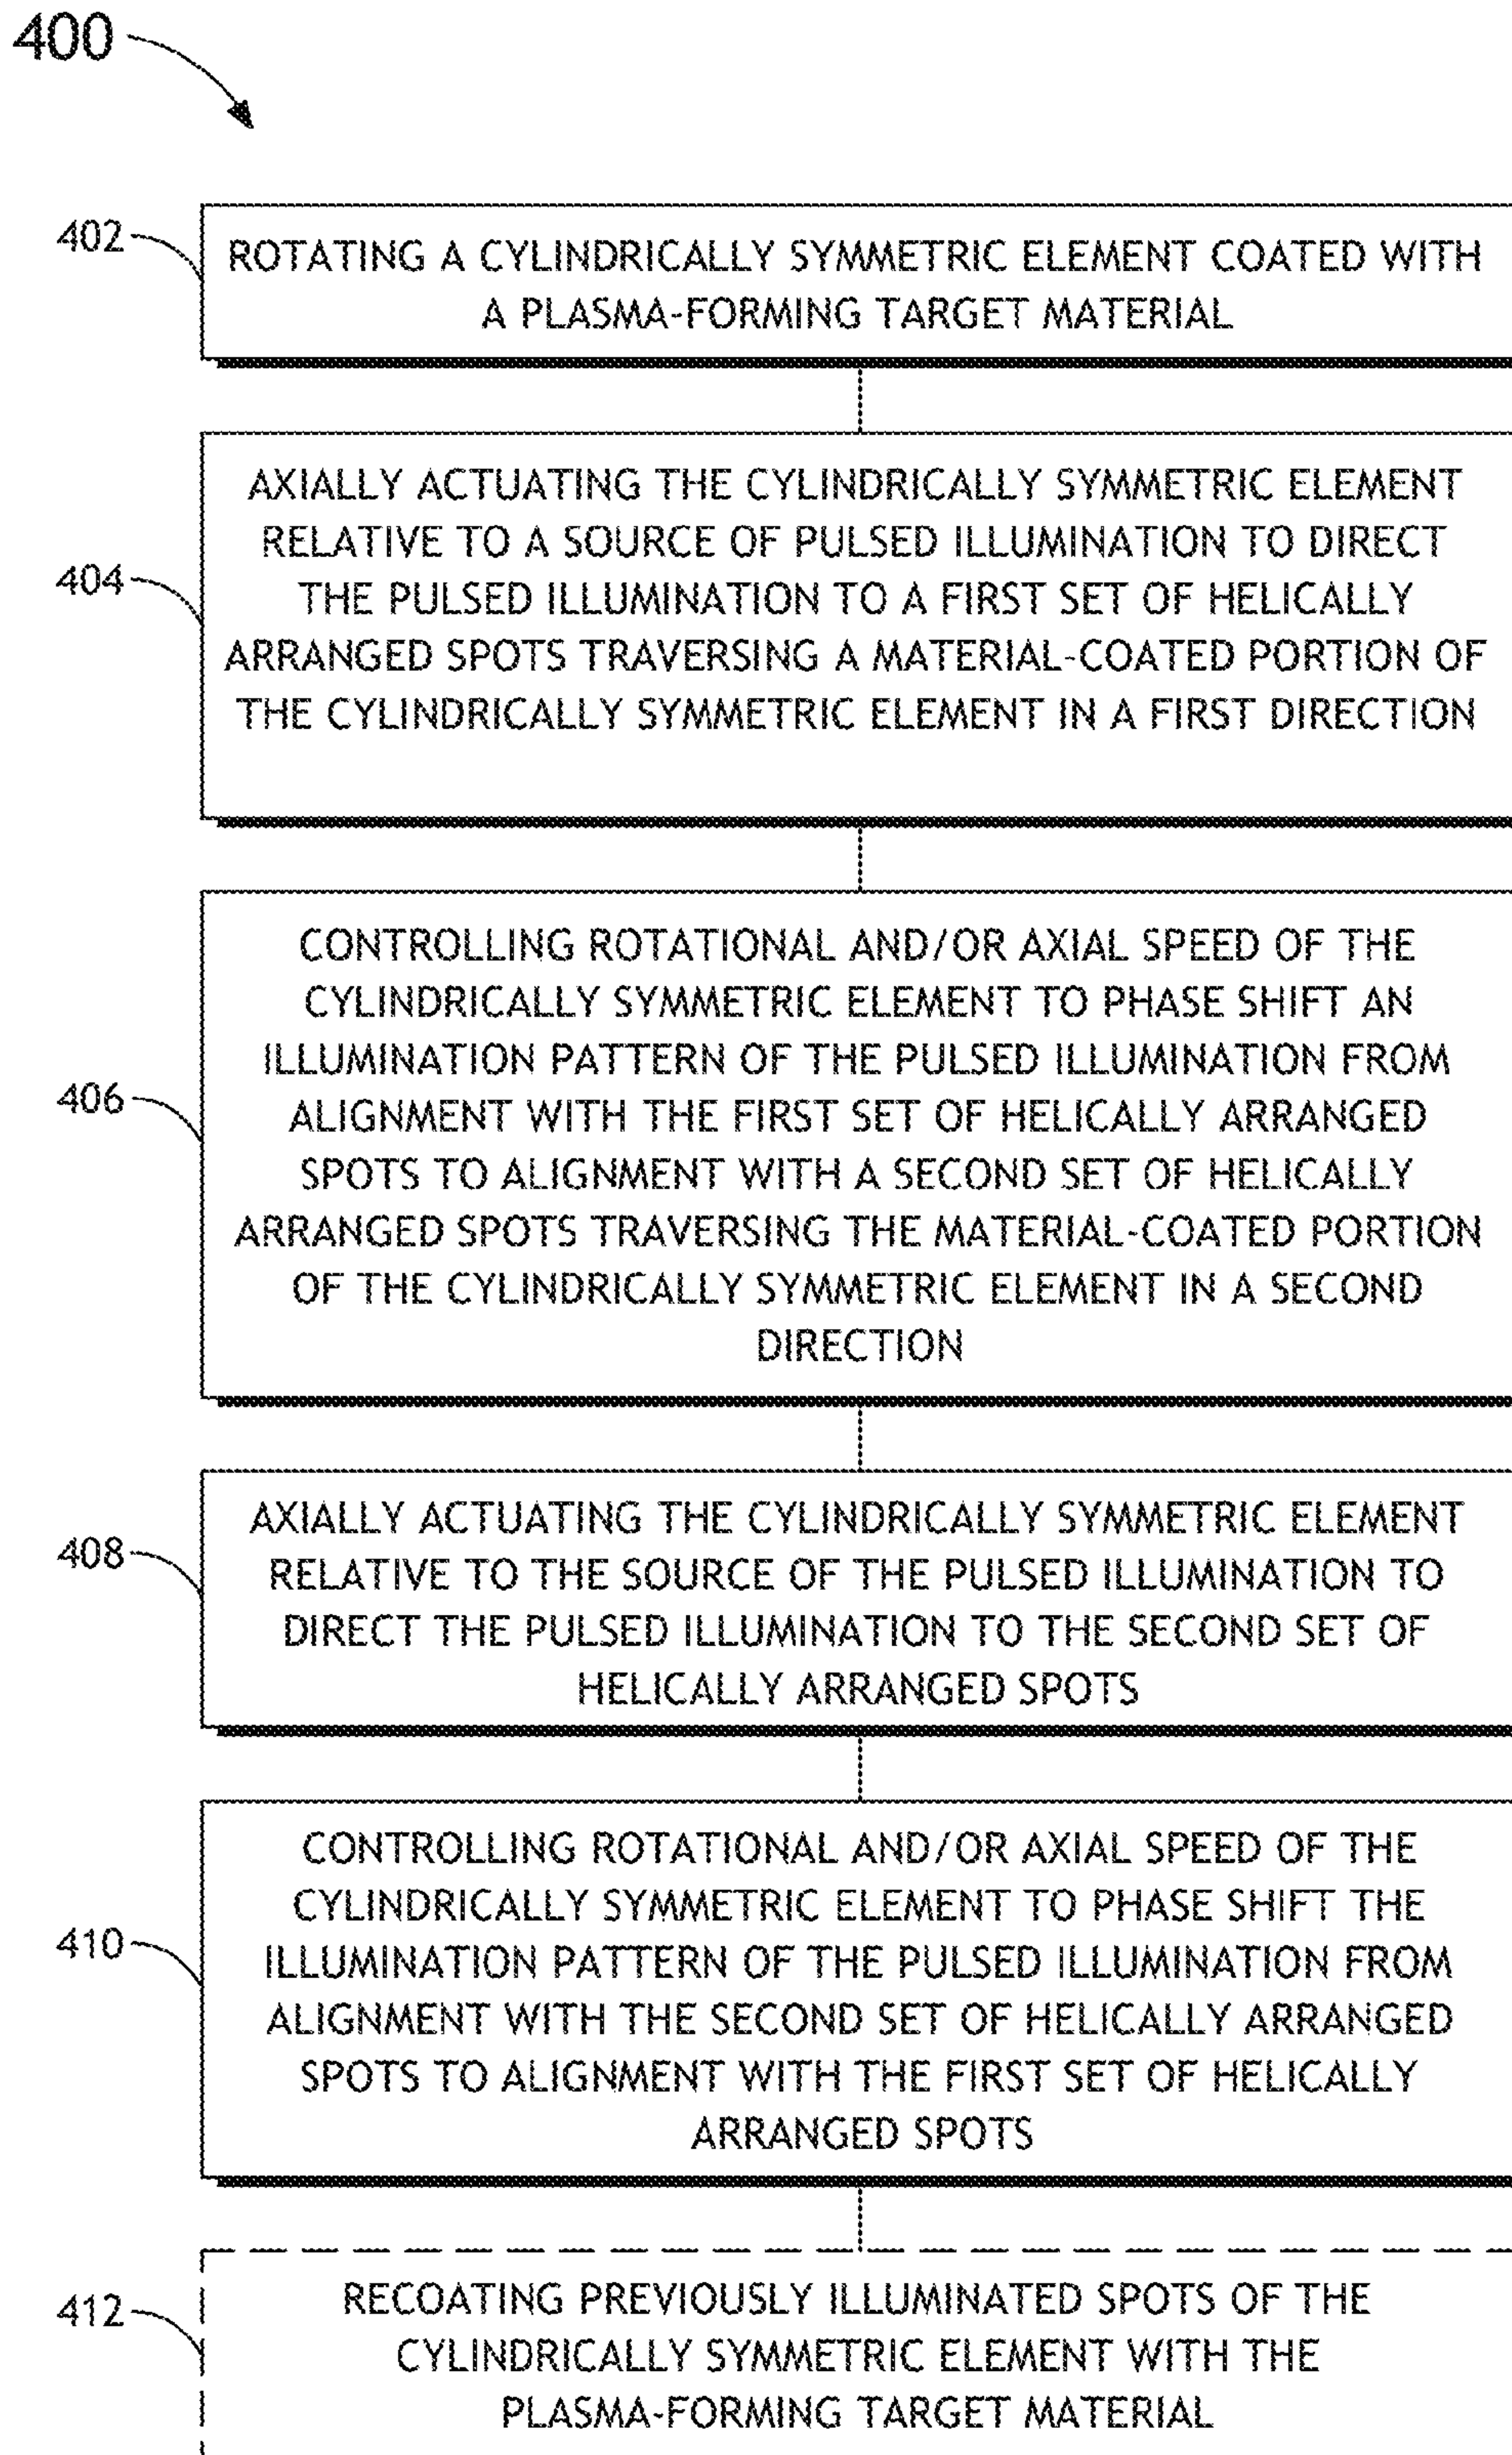 400
402
ROTATING A CYLINDRICALLY SYMMETRIC ELEMENT COATED WITH
A PLASMA-FORMING TARGET MATERIAL
404
AXIALLY ACTUATING THE CYLINDRICALLY SYMMETRIC ELEMENT
RELATIVE TO A SOURCE OF PULSED ILLUMINATION TO DIRECT
THE PULSED ILLUMINATION TO A FIRST SET OF HELICALLY
ARRANGED SPOTS TRAVERSING A MATERIAL-COATED PORTION OF
THE CYLINDRICALLY SYMMETRIC ELEMENT IN A FIRST DIRECTION
406
CONTROLLING ROTATIONAL AND/OR AXIAL SPEED OF THE
CYLINDRICALLY SYMMETRIC ELEMENT TO PHASE SHIFT AN
ILLUMINATION PATTERN OF THE PULSED ILLUMINATION FROM
ALIGNMENT WITH THE FIRST SET OF HELICALLY ARRANGED
SPOTS TO ALIGNMENT WITH A SECOND SET OF HELICALLY
ARRANGED SPOTS TRAVERSING THE MATERIAL-COATED PORTION
OF THE CYLINDRICALLY SYMMETRIC ELEMENT IN A SECOND
DIRECTION
408
AXIALLY ACTUATING THE CYLINDRICALLY SYMMETRIC ELEMENT
RELATIVE TO THE SOURCE OF THE PULSED ILLUMINATION TO
DIRECT THE PULSED ILLUMINATION TO THE SECOND SET OF
HELICALLY ARRANGED SPOTS
410
CONTROLLING ROTATIONAL AND/OR AXIAL SPEED OF THE
CYLINDRICALLY SYMMETRIC ELEMENT TO PHASE SHIFT THE
ILLUMINATION PATTERN OF THE PULSED ILLUMINATION FROM
ALIGNMENT WITH THE SECOND SET OF HELICALLY ARRANGED
SPOTS TO ALIGNMENT WITH THE FIRST SET OF HELICALLY
ARRANGED SPOTS
412
RECOATING PREVIOUSLY ILLUMINATED SPOTS OF THE
CYLINDRICALLY SYMMETRIC ELEMENT WITH THE
PLASMA-FORMING TARGET MATERIAL